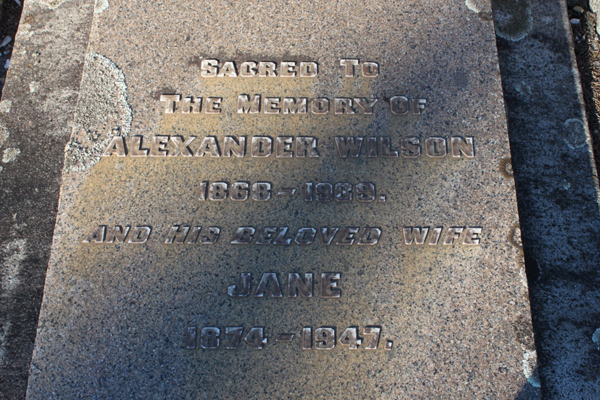 SACRED TO
THE MEMORY OF
ALEXANDER WILSON
1868-1939.
AND HIS BELOVED WIFE
JANE
1874-1947.